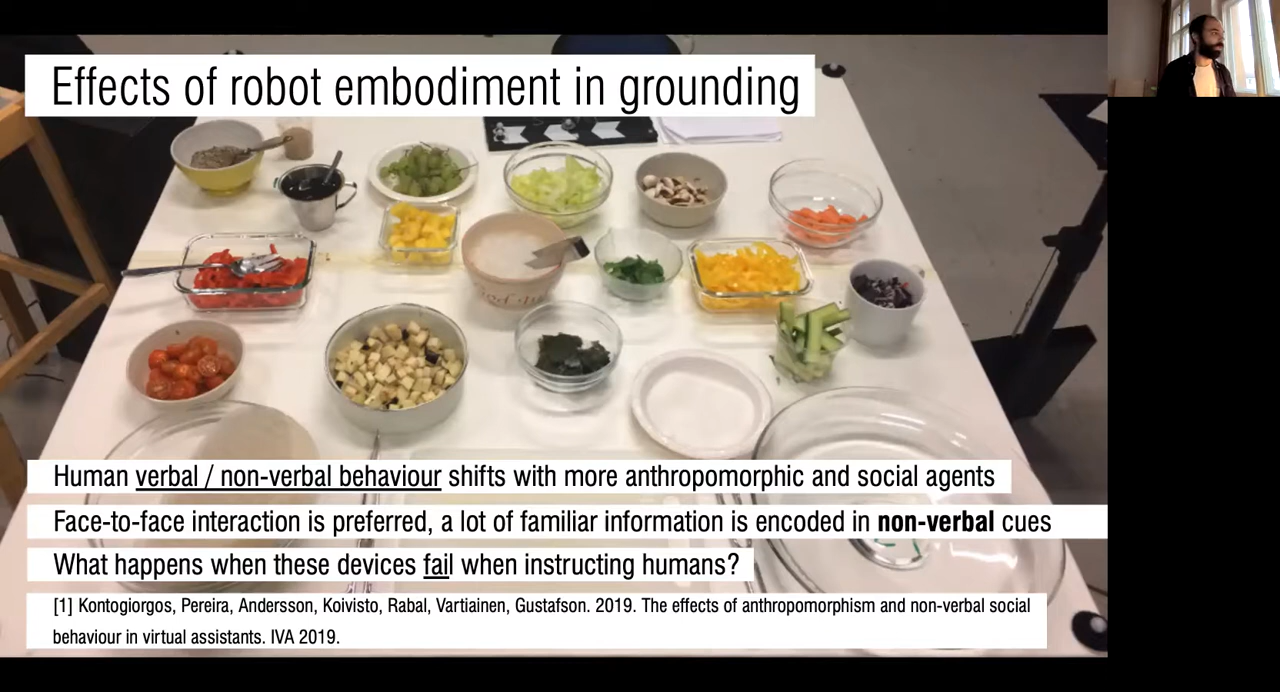 Effects of robot embodiment in grounding
Human verbal / non-verbal behaviour shifts with more anthropomorphic and social agents
Face-to-face interaction is preferred, a lot of familiar information is encoded in non-verbal cues
What happens when these devices fail when instructing humans?
[1] Kontogiorgos, Pereira, Andersson, Koivisto, Rabal, Vartiainen, Gustafson. 2019. The effects of anthropomorphism and non-verbal social
behaviour in virtual assistants. IVA 2019.